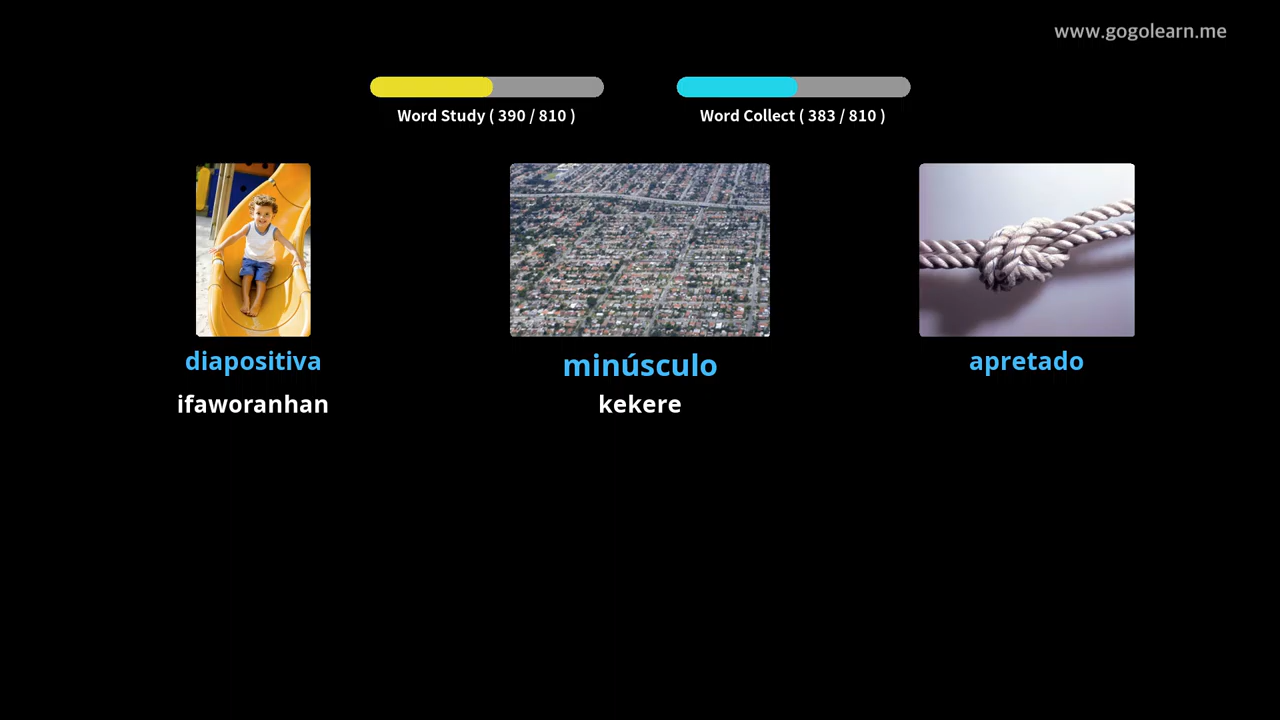 www.gogolearn.me
Word Study ( 390 / 810 )
Word Collect ( 383 / 810 )
diapositiva
minúsculo
apretado
ifaworanhan
kekere